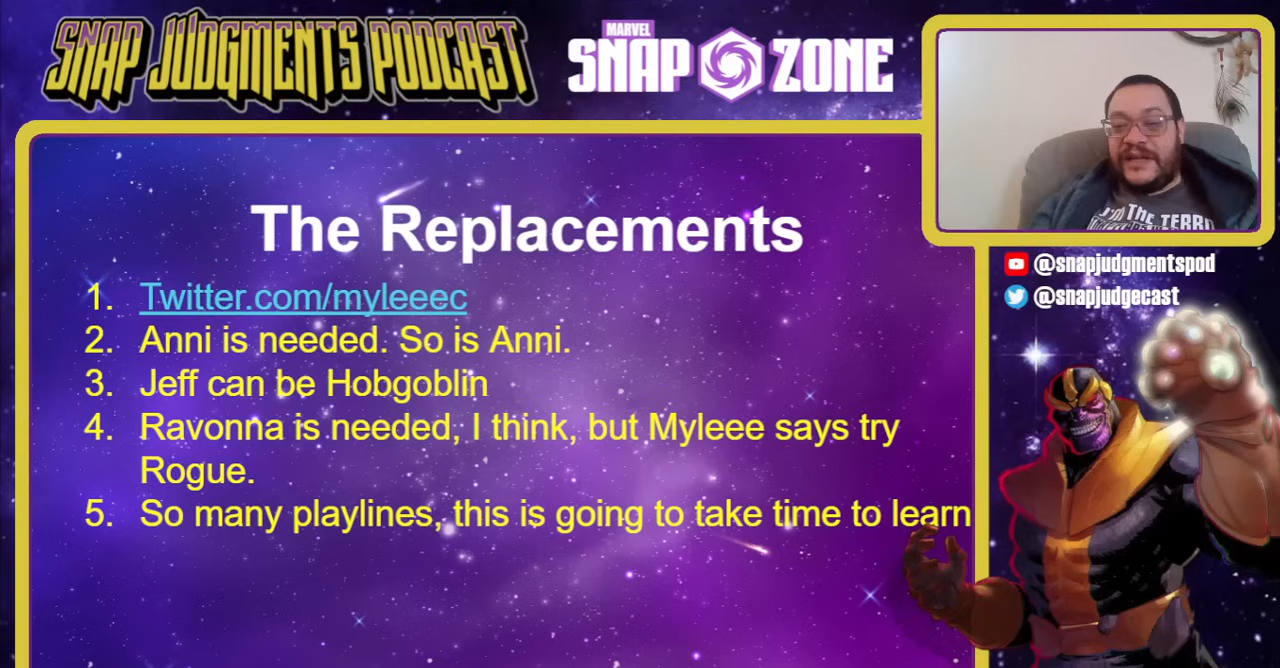 SNAP JUDGMENTS PODCAST
MARVEL
SNAP ZONE
The Replacements
1. Twitter.com/myleeec
2. Anni is needed. So is Anni.
3. Jeff can be Hobgoblin
4. Ravonna is needed, I think, but Myleee says try
Rogue.
5. So many playlines, this is going to take time to learn
@snapjudgmentspod
@snapjudgecast
THE TERRO